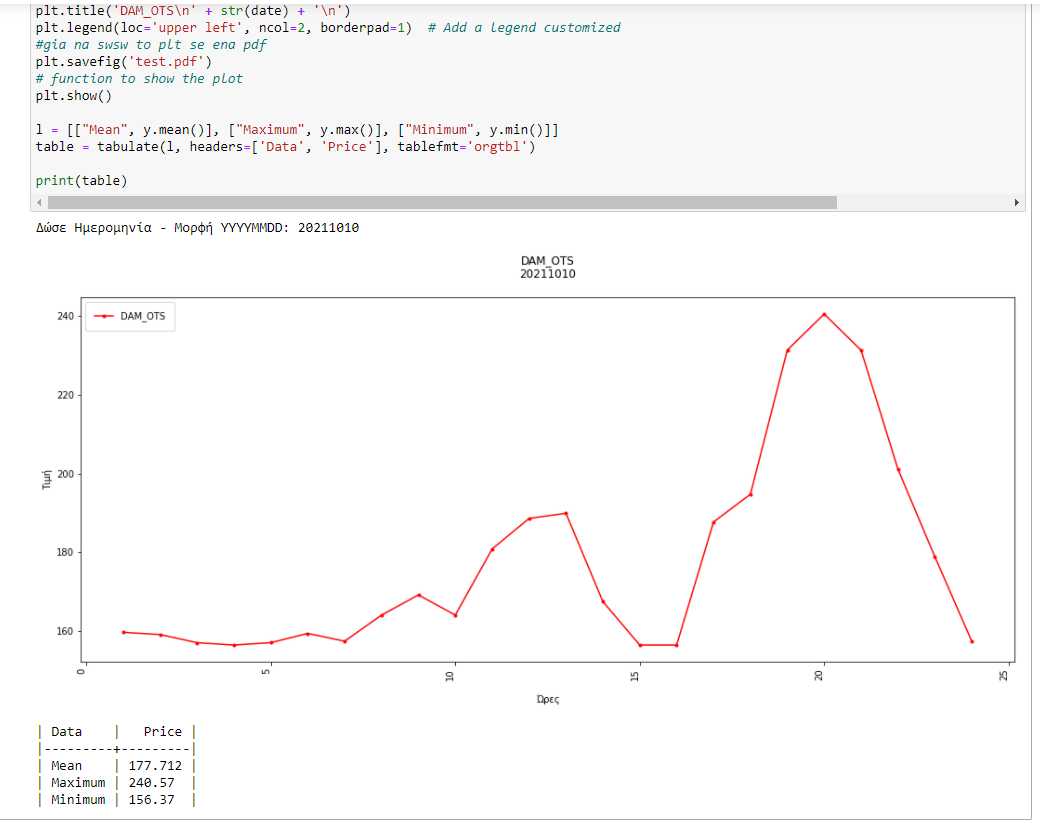 plt.title('DAM_OTS\n' + str(date) + '\n')
plt.legend(loc='upper left', ncol=2, borderpad=1)  # Add a legend customized
#gia na swsw to plt se ena pdf
plt.savefig('test.pdf')
# function to show the plot
plt.show()
l = [["Mean", y.mean()], ["Maximum", y.max()], ["Minimum", y.min()]]
table = tabulate(l, headers=['Data', 'Price'], tablefmt='orgtbl')
print(table)
Δώσε Ημερομηνία - Μορφή YYYYMMDD: 20211010
DAM_OTS
20211010
DAM_OTS
240
220
200
180
160
Τιμή
0 5 10 15 20 25
Ώρες
| Data    |   Price |
|---------+---------|
| Mean    | 177.712 |
| Maximum | 240.57  |
| Minimum | 156.37  |